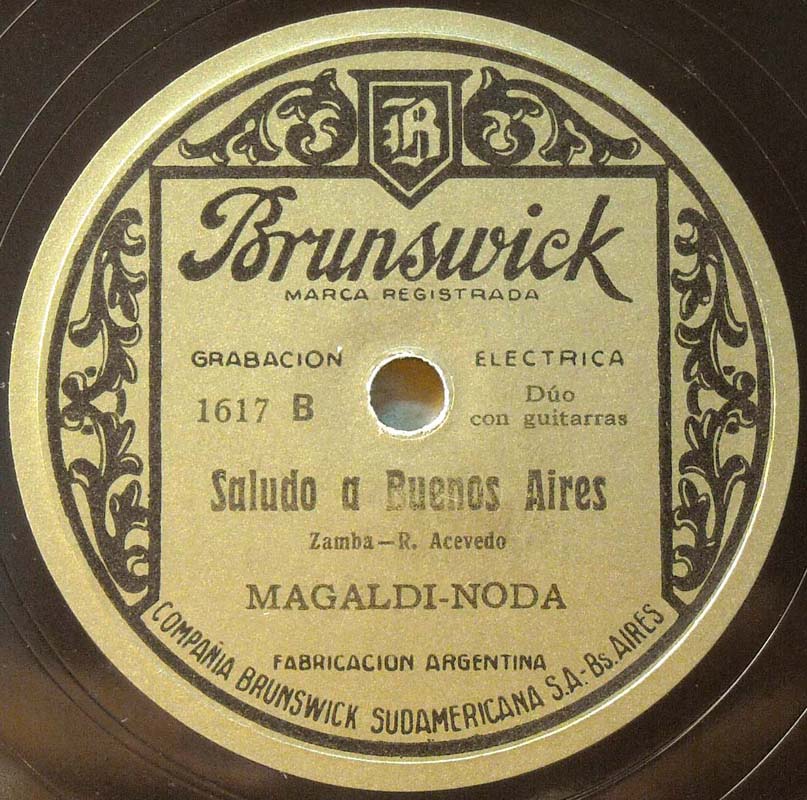 B
Brunswick
MARCA REGISTRADA
GRABACION ELECTRICA
1617 B
Dúo
con guitarras
Saludo a Buenos Aires
Zamba—R. Acevedo
MAGALDI-NODA
FABRICACION ARGENTINA
COMPAÑIA BRUNSWICK SUDAMERICANA S.A.-Bs. AIRES